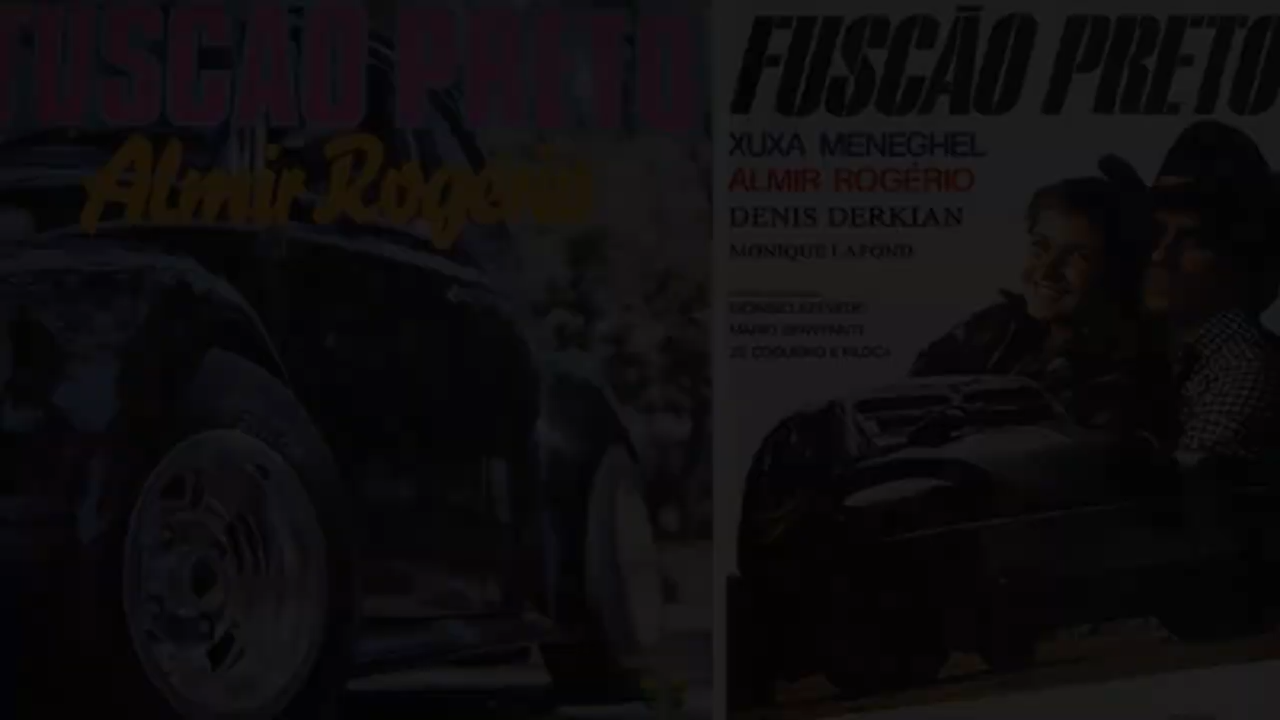 FUSCÃO PRETO
Almir Rogério
FUSCÃO PRETO
XUXA MENEGHEL
ALMIR ROGÉRIO
DENIS DERKIAN
MONIQUE LAFOND